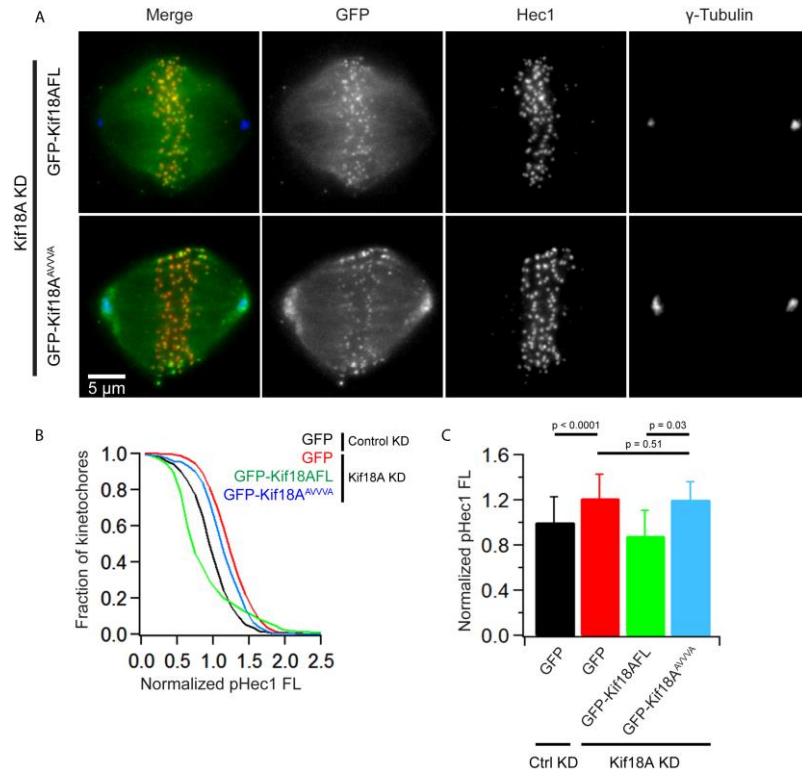 A
Merge GFP Hec1 γ-Tubulin
Kif18A KD
GFP-Kif18AFL
GFP-Kif18A^AVVVA
5 μm
B
GFP Control KD
GFP
GFP-Kif18AFL
GFP-Kif18A^AVVVA
Kif18A KD
Fraction of kinetochores
1.0
0.8
0.6
0.4
0.2
0.0
0.0 0.5 1.0 1.5 2.0 2.5
Normalized pHec1 FL
C
p < 0.0001 p = 0.03
p = 0.51
Normalized pHec1 FL
1.6
1.2
0.8
0.4
0.0
GFP
GFP
GFP-Kif18AFL
GFP-Kif18A^AVVVA
Ctrl KD Kif18A KD